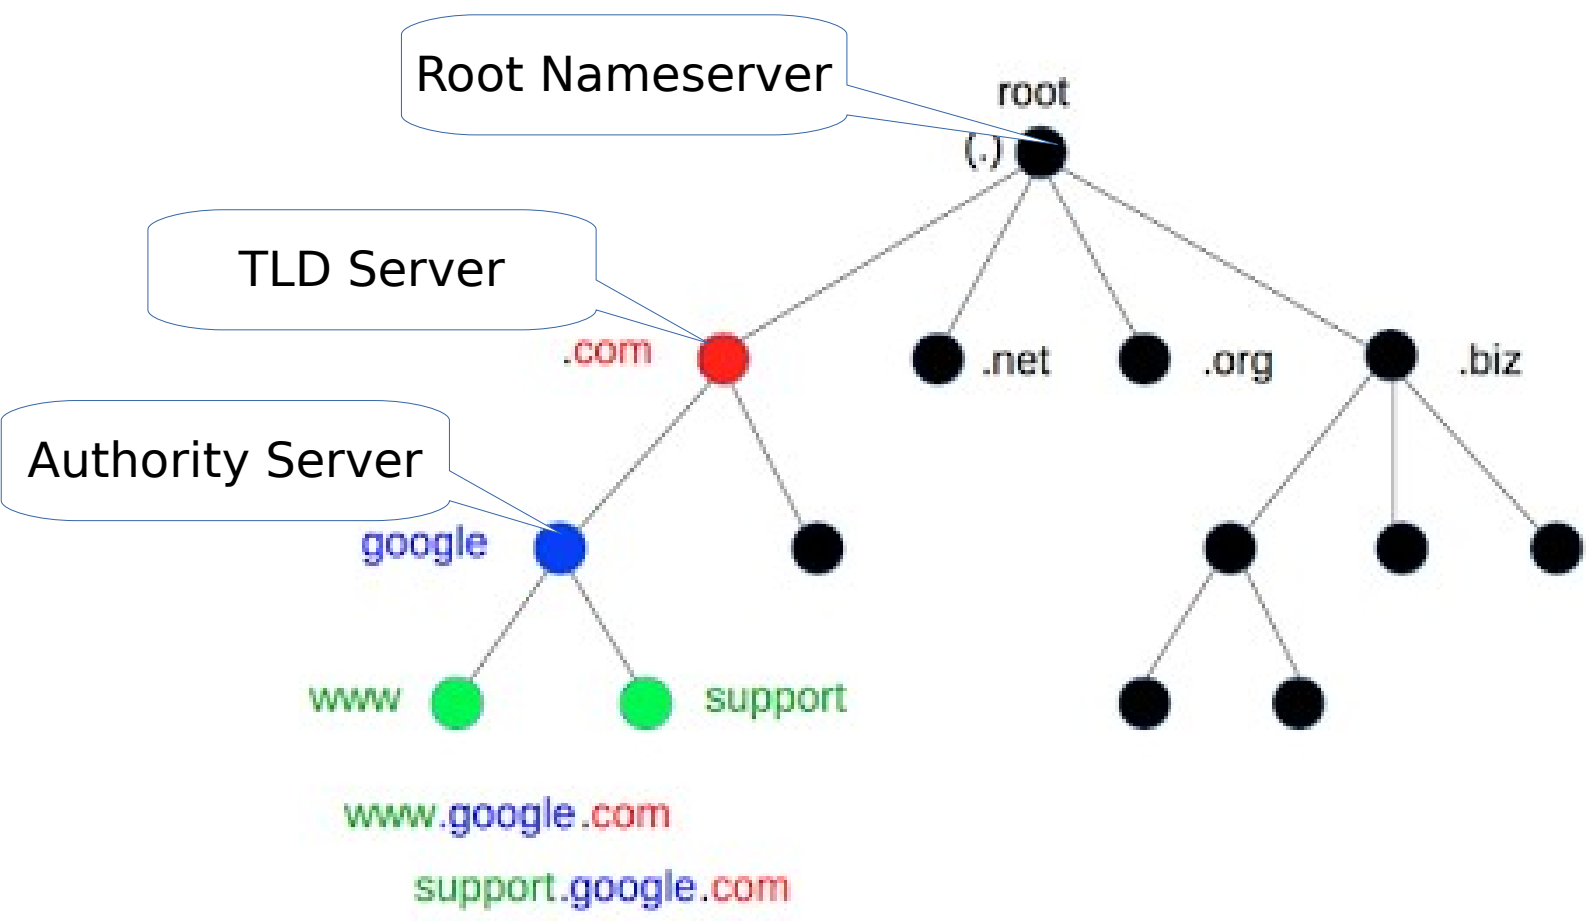 Root Nameserver
root
(.)
TLD Server
.com
.net
.org
.biz
Authority Server
google
www
support
www.google.com
support.google.com